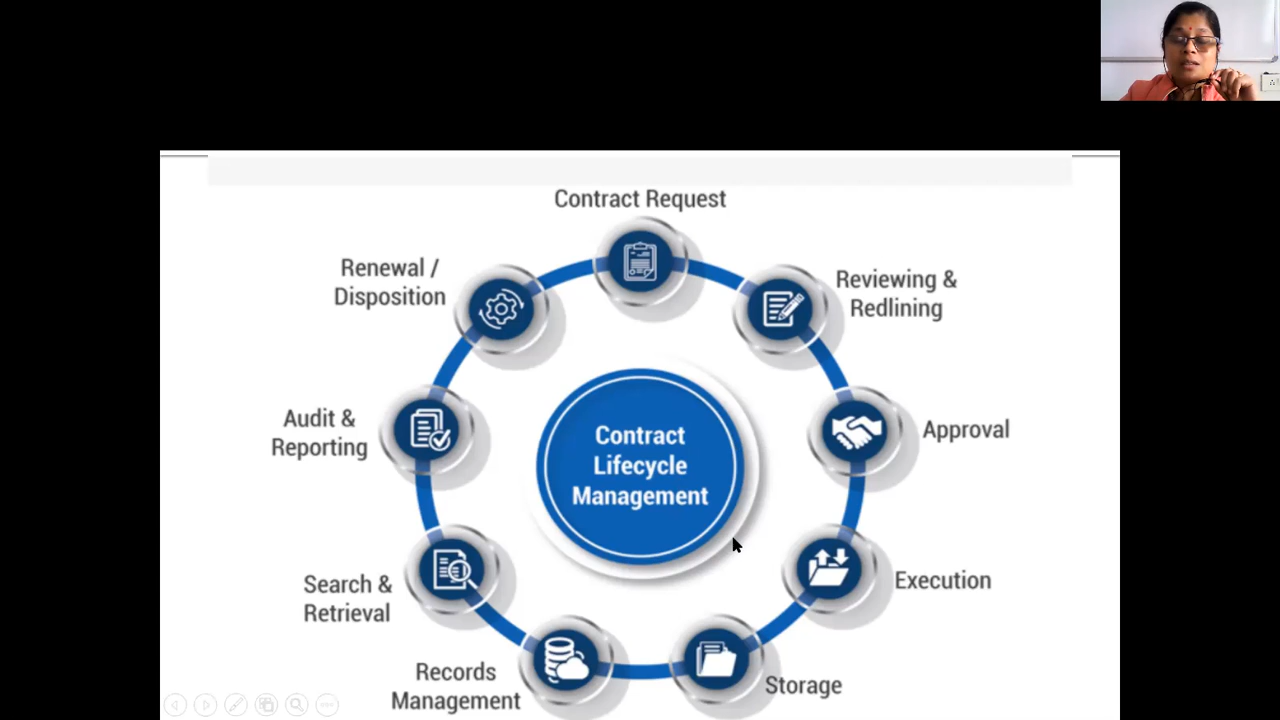 Contract Request
Reviewing &
Redlining
Approval
Execution
Storage
Records
Management
Search &
Retrieval
Audit &
Reporting
Renewal /
Disposition
Contract
Lifecycle
Management